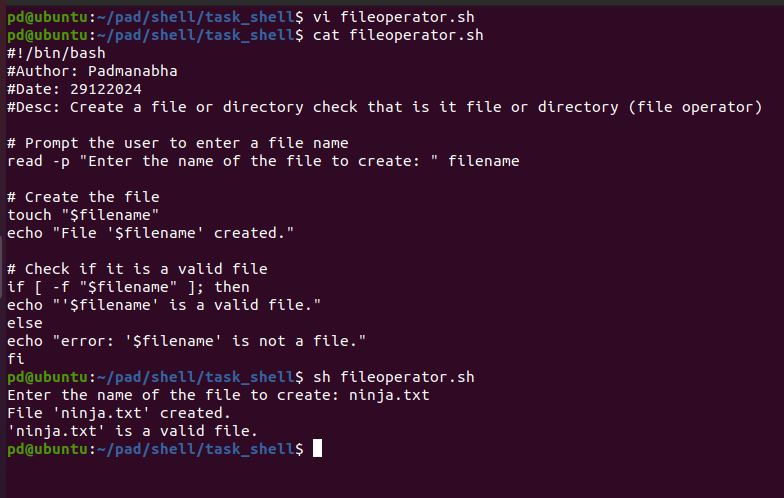 pd@ubuntu:~/pad/shell/task_shell$ vi fileoperator.sh
pd@ubuntu:~/pad/shell/task_shell$ cat fileoperator.sh
#!/bin/bash
#Author: Padmanabha
#Date: 29122024
#Desc: Create a file or directory check that is it file or directory (file operator)

# Prompt the user to enter a file name
read -p "Enter the name of the file to create: " filename

# Create the file
touch "$filename"
echo "File '$filename' created."

# Check if it is a valid file
if [ -f "$filename" ]; then
echo "'$filename' is a valid file."
else
echo "error: '$filename' is not a file."
fi
pd@ubuntu:~/pad/shell/task_shell$ sh fileoperator.sh
Enter the name of the file to create: ninja.txt
File 'ninja.txt' created.
'ninja.txt' is a valid file.
pd@ubuntu:~/pad/shell/task_shell$